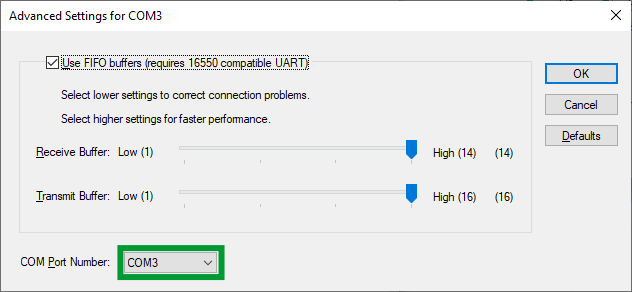 Advanced Settings for COM3
Use FIFO buffers (requires 16550 compatible UART)
OK
Select lower settings to correct connection problems.
Cancel
Select higher settings for faster performance.
Defaults
Receive Buffer: Low (1) High (14) (14)
Transmit Buffer: Low (1) High (16) (16)
COM Port Number: COM3